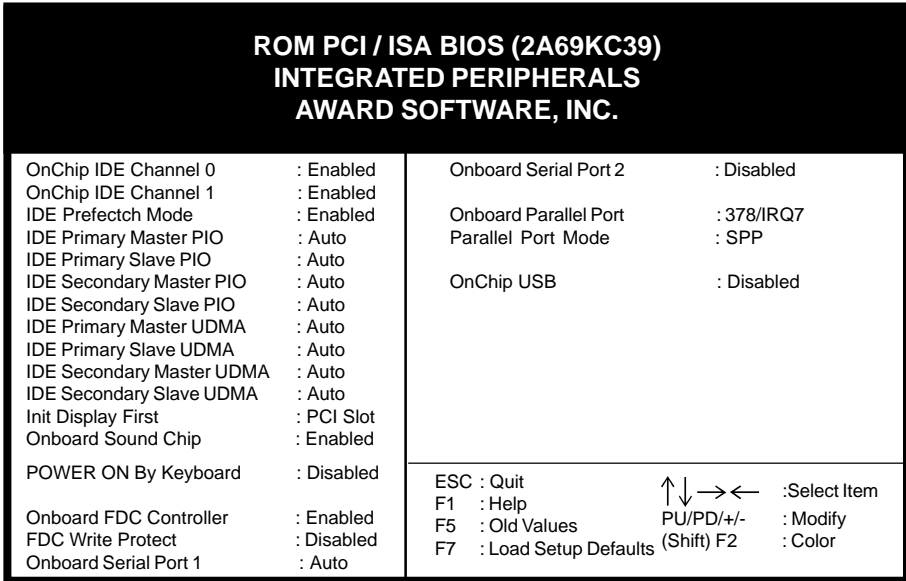 ROM PCI / ISA BIOS (2A69KC39)
INTEGRATED PERIPHERALS
AWARD SOFTWARE, INC.
OnChip IDE Channel 0 : Enabled
OnChip IDE Channel 1 : Enabled
IDE Prefectch Mode : Enabled
IDE Primary Master PIO : Auto
IDE Primary Slave PIO : Auto
IDE Secondary Master PIO : Auto
IDE Secondary Slave PIO : Auto
IDE Primary Master UDMA : Auto
IDE Primary Slave UDMA : Auto
IDE Secondary Master UDMA : Auto
IDE Secondary Slave UDMA : Auto
Init Display First : PCI Slot
Onboard Sound Chip : Enabled
POWER ON By Keyboard : Disabled
Onboard FDC Controller : Enabled
FDC Write Protect : Disabled
Onboard Serial Port 1 : Auto
Onboard Serial Port 2 : Disabled
Onboard Parallel Port : 378/IRQ7
Parallel Port Mode : SPP
OnChip USB : Disabled
ESC : Quit ↑↓→← :Select Item
F1 : Help
F5 : Old Values PU/PD/+/- : Modify
F7 : Load Setup Defaults (Shift) F2 : Color